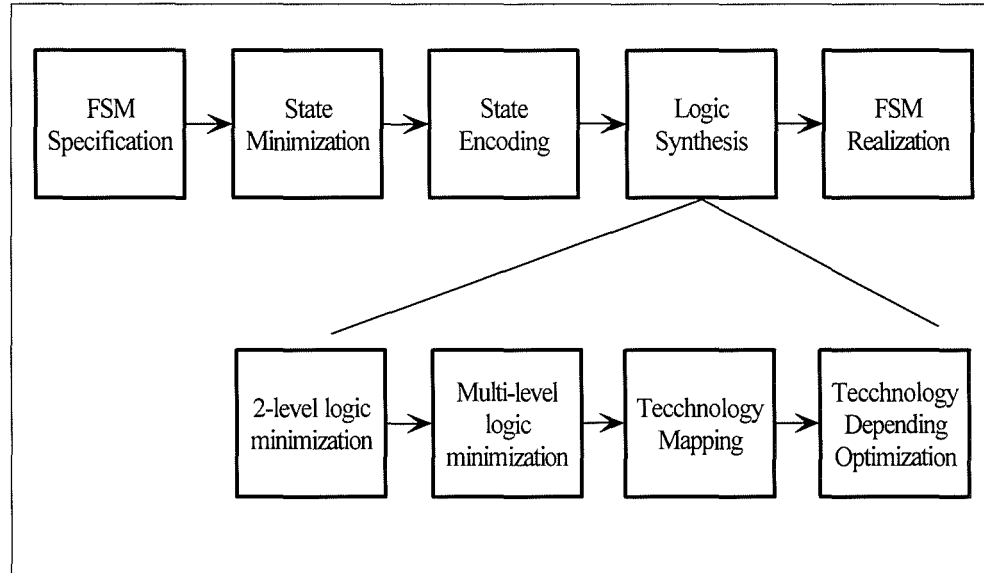 FSM
Specification
State
Minimization
State
Encoding
Logic
Synthesis
FSM
Realization
2-level logic
minimization
Multi-level
logic
minimization
Tecchnology
Mapping
Tecchnology
Depending
Optimization